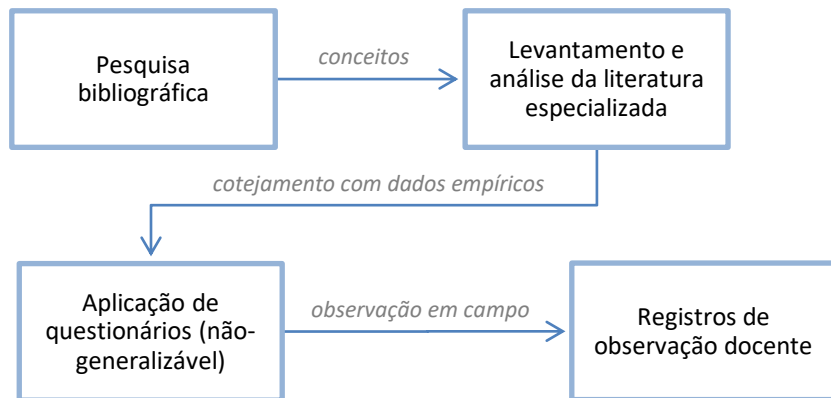 Pesquisa
bibliográfica
conceitos
Levantamento e
análise da literatura
especializada
cotejamento com dados empíricos
Aplicação de
questionários (não-
generalizável)
observação em campo
Registros de
observação docente